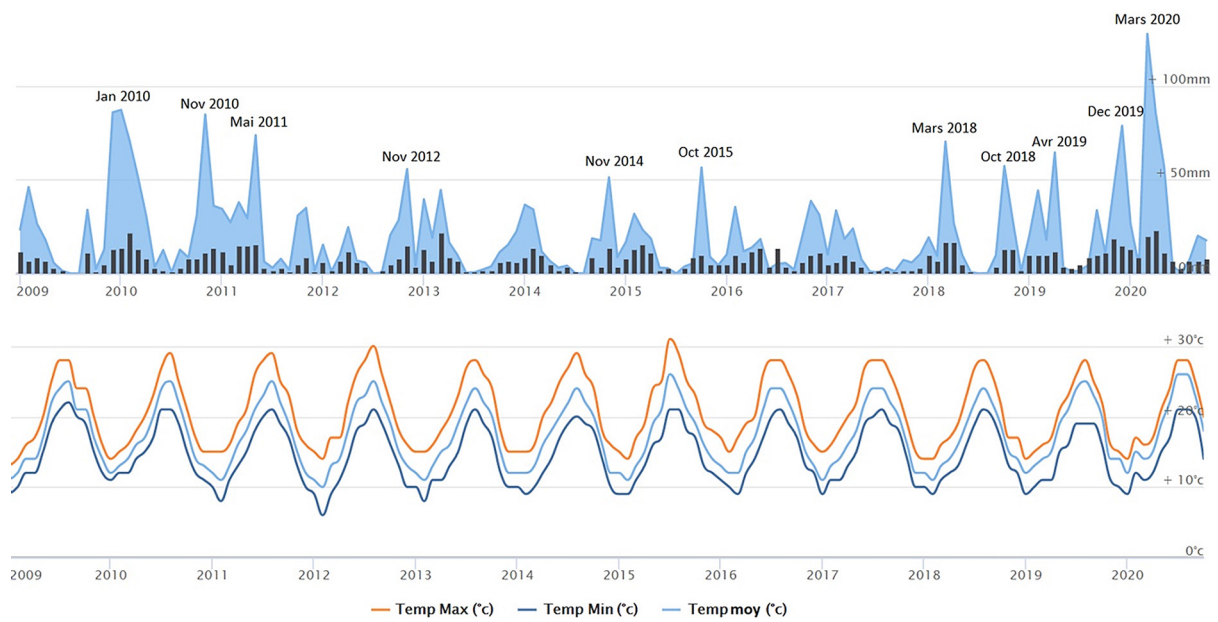 Mars 2020
+ 100mm
Jan 2010
Nov 2010
Dec 2019
Mai 2011
Mars 2018
Avr 2019
Nov 2012
Nov 2014
Oct 2015
Oct 2018
+ 50mm
0mm
2009 2010 2011 2012 2013 2014 2015 2016 2017 2018 2019 2020
+ 30°c
+ 20°c
+ 10°c
0°c
2009 2010 2011 2012 2013 2014 2015 2016 2017 2018 2019 2020
Temp Max (°c) Temp Min (°c) Temp moy (°c)